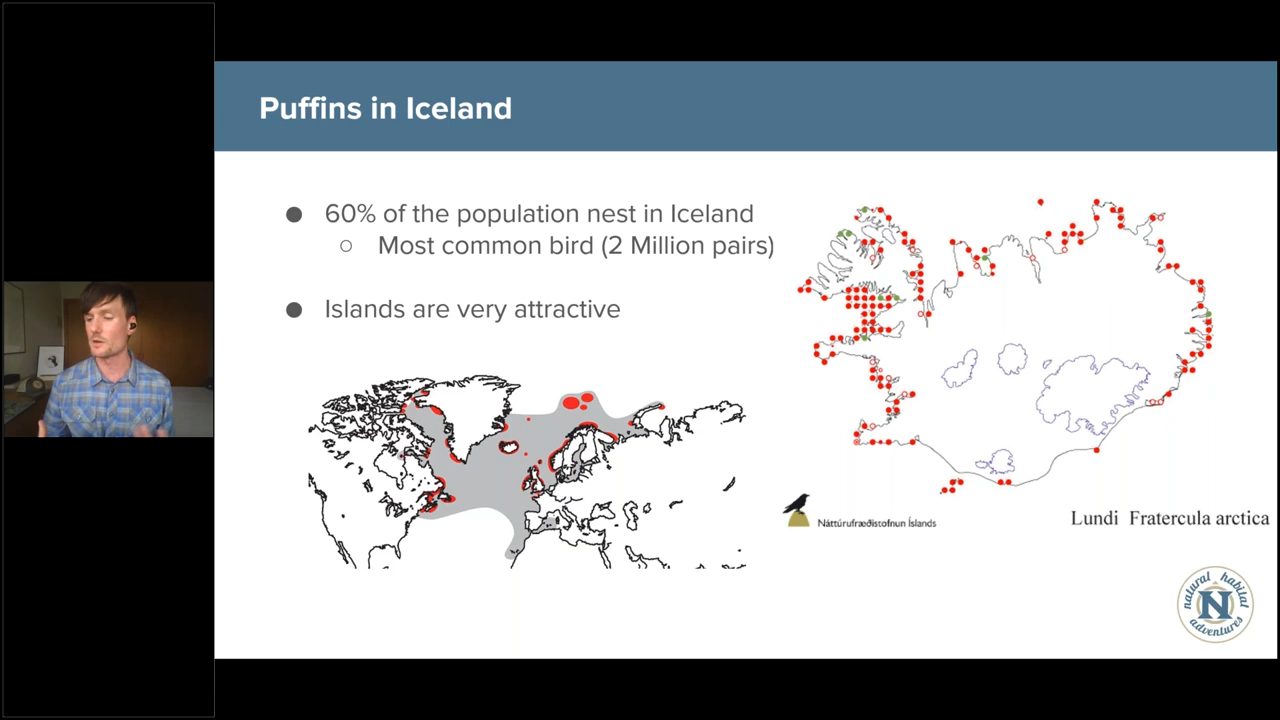 Puffins in Iceland
60% of the population nest in Iceland
Most common bird (2 Million pairs)
Islands are very attractive
Náttúrufræðistofnun Íslands
Lundi Fratercula arctica
natural habitat
N
adventures